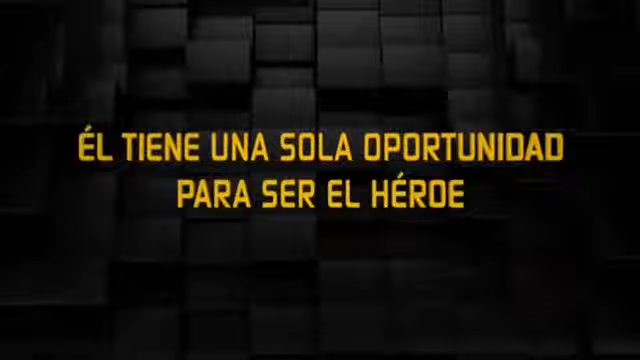 ÉL TIENE UNA SOLA OPORTUNIDAD
PARA SER EL HÉROE